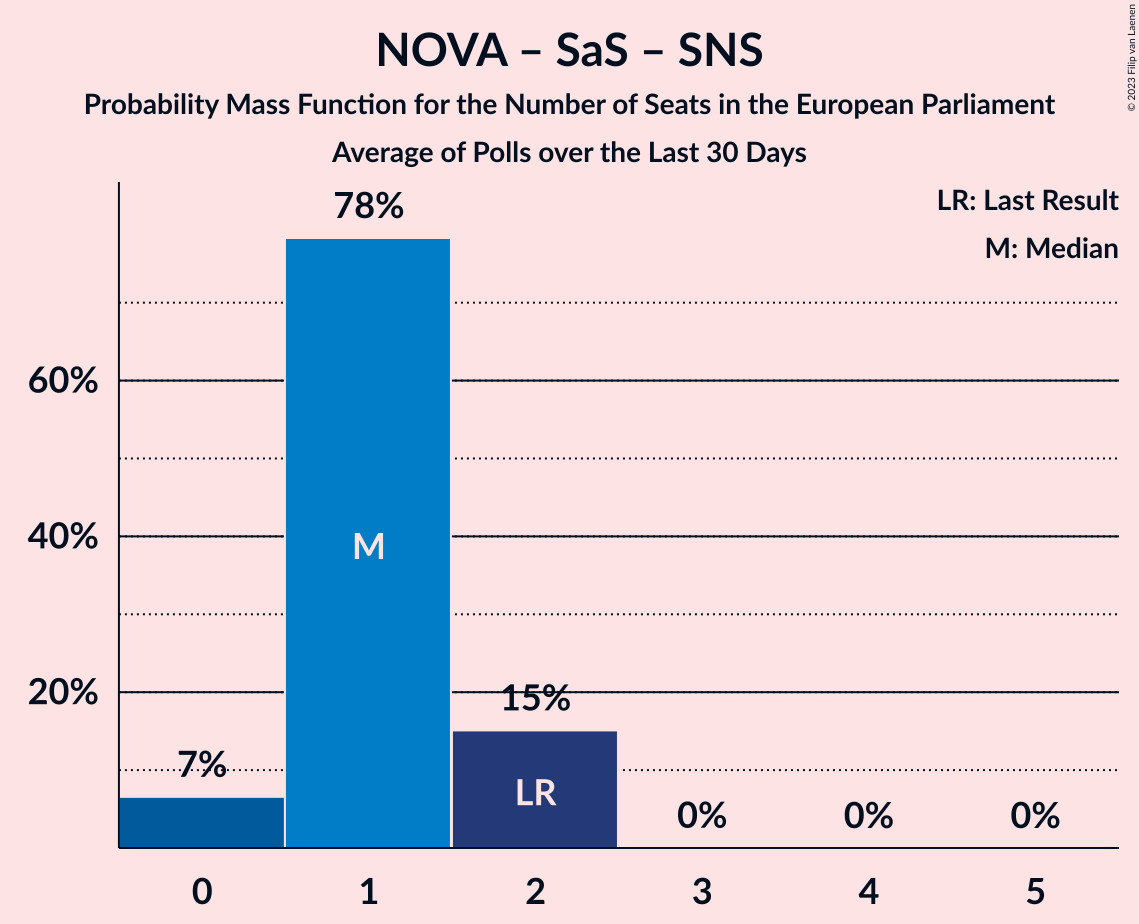 NOVA – SaS – SNS
Probability Mass Function for the Number of Seats in the European Parliament
Average of Polls over the Last 30 Days
© 2023 Filip van Laenen
LR: Last Result
M: Median
78%
60%
40%
20%
M
15%
LR
7%
0%
0%
0%
0
1
2
3
4
5